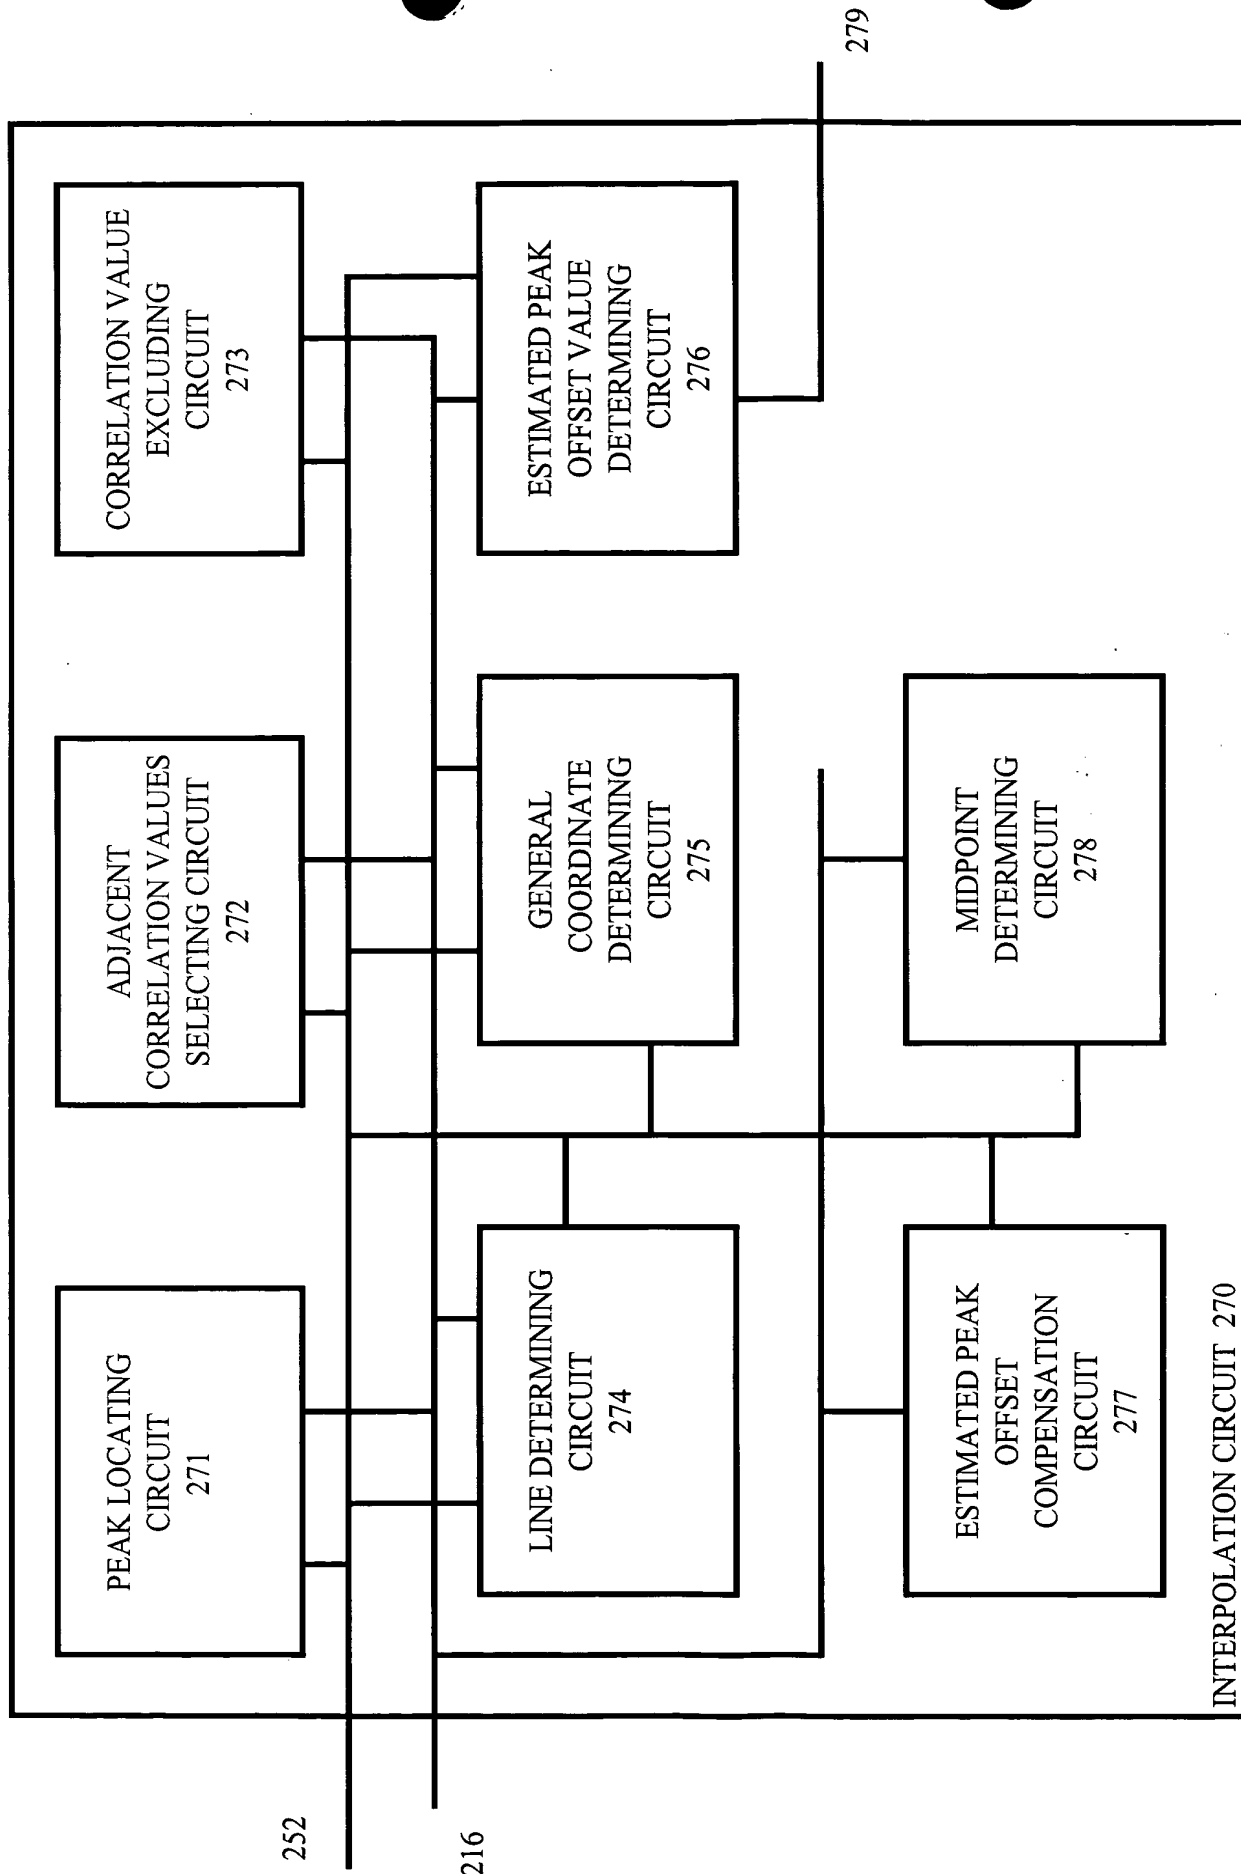 PEAK LOCATING
CIRCUIT
271
ADJACENT
CORRELATION VALUES
SELECTING CIRCUIT
272
CORRELATION VALUE
EXCLUDING
CIRCUIT
273
252
216
LINE DETERMINING
CIRCUIT
274
GENERAL
COORDINATE
DETERMINING
CIRCUIT
275
ESTIMATED PEAK
OFFSET VALUE
DETERMINING
CIRCUIT
276
279
ESTIMATED PEAK
OFFSET
COMPENSATION
CIRCUIT
277
MIDPOINT
DETERMINING
CIRCUIT
278
INTERPOLATION CIRCUIT 270